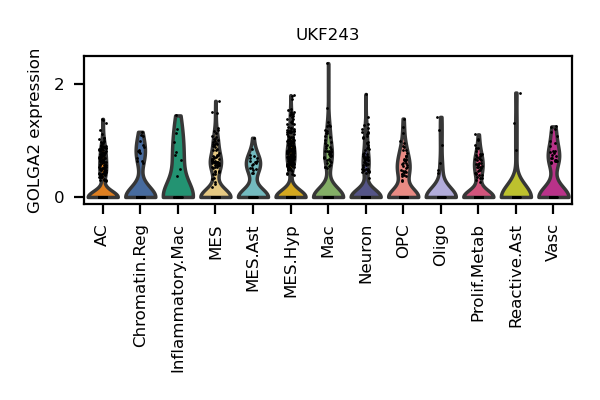 UKF243
GOLGA2 expression
2
0
AC
Chromatin.Reg
Inflammatory.Mac
MES
MES.Ast
MES.Hyp
Mac
Neuron
OPC
Oligo
Prolif.Metab
Reactive.Ast
Vasc